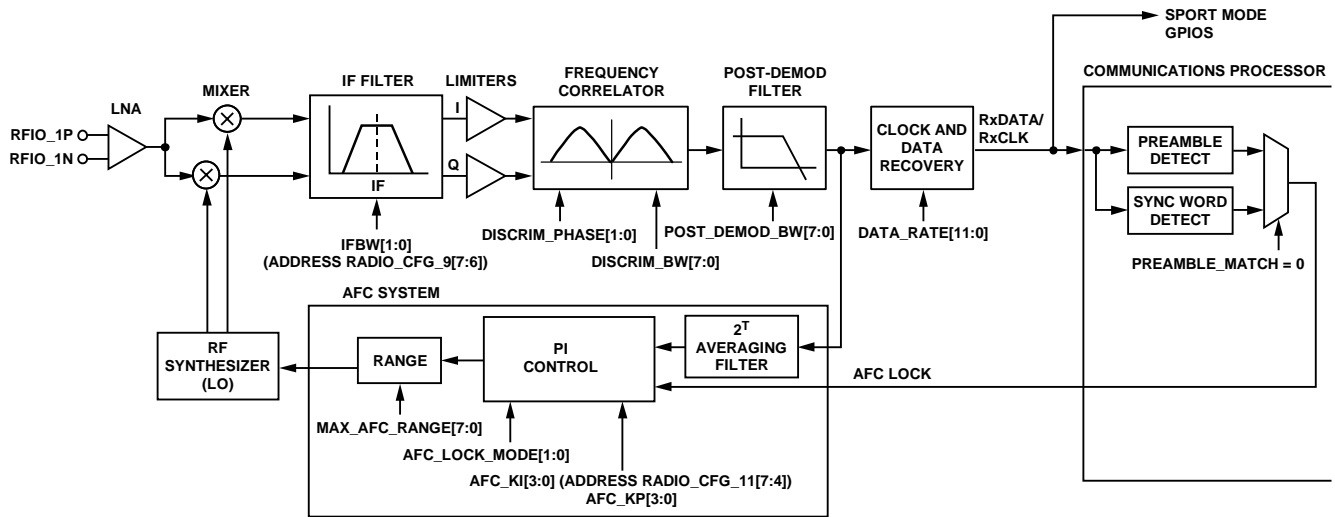 SPORT MODE
GPIOS
COMMUNICATIONS PROCESSOR
LNA
MIXER
IF FILTER
LIMITERS
FREQUENCY
CORRELATOR
POST-DEMOD
FILTER
RFIO_1P
RFIO_1N
I
Q
IF
CLOCK AND
DATA
RECOVERY
RxDATA/
RxCLK
PREAMBLE
DETECT
SYNC WORD
DETECT
IFBW[1:0]
(ADDRESS RADIO_CFG_9[7:6])
DISCRIM_PHASE[1:0]
DISCRIM_BW[7:0]
POST_DEMOD_BW[7:0]
DATA_RATE[11:0]
PREAMBLE_MATCH = 0
AFC SYSTEM
RF
SYNTHESIZER
(LO)
RANGE
PI
CONTROL
2T
AVERAGING
FILTER
AFC LOCK
MAX_AFC_RANGE[7:0]
AFC_LOCK_MODE[1:0]
AFC_KI[3:0] (ADDRESS RADIO_CFG_11[7:4])
AFC_KP[3:0]